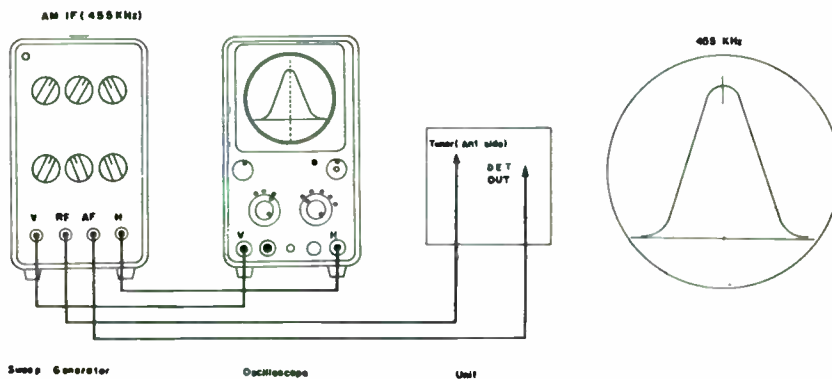 AM IF (455KHz)
455 KHz
Tuner (Ant side)
DET
OUT
V RF AF H
V H
Sweep Generator
Oscilloscope
Unit